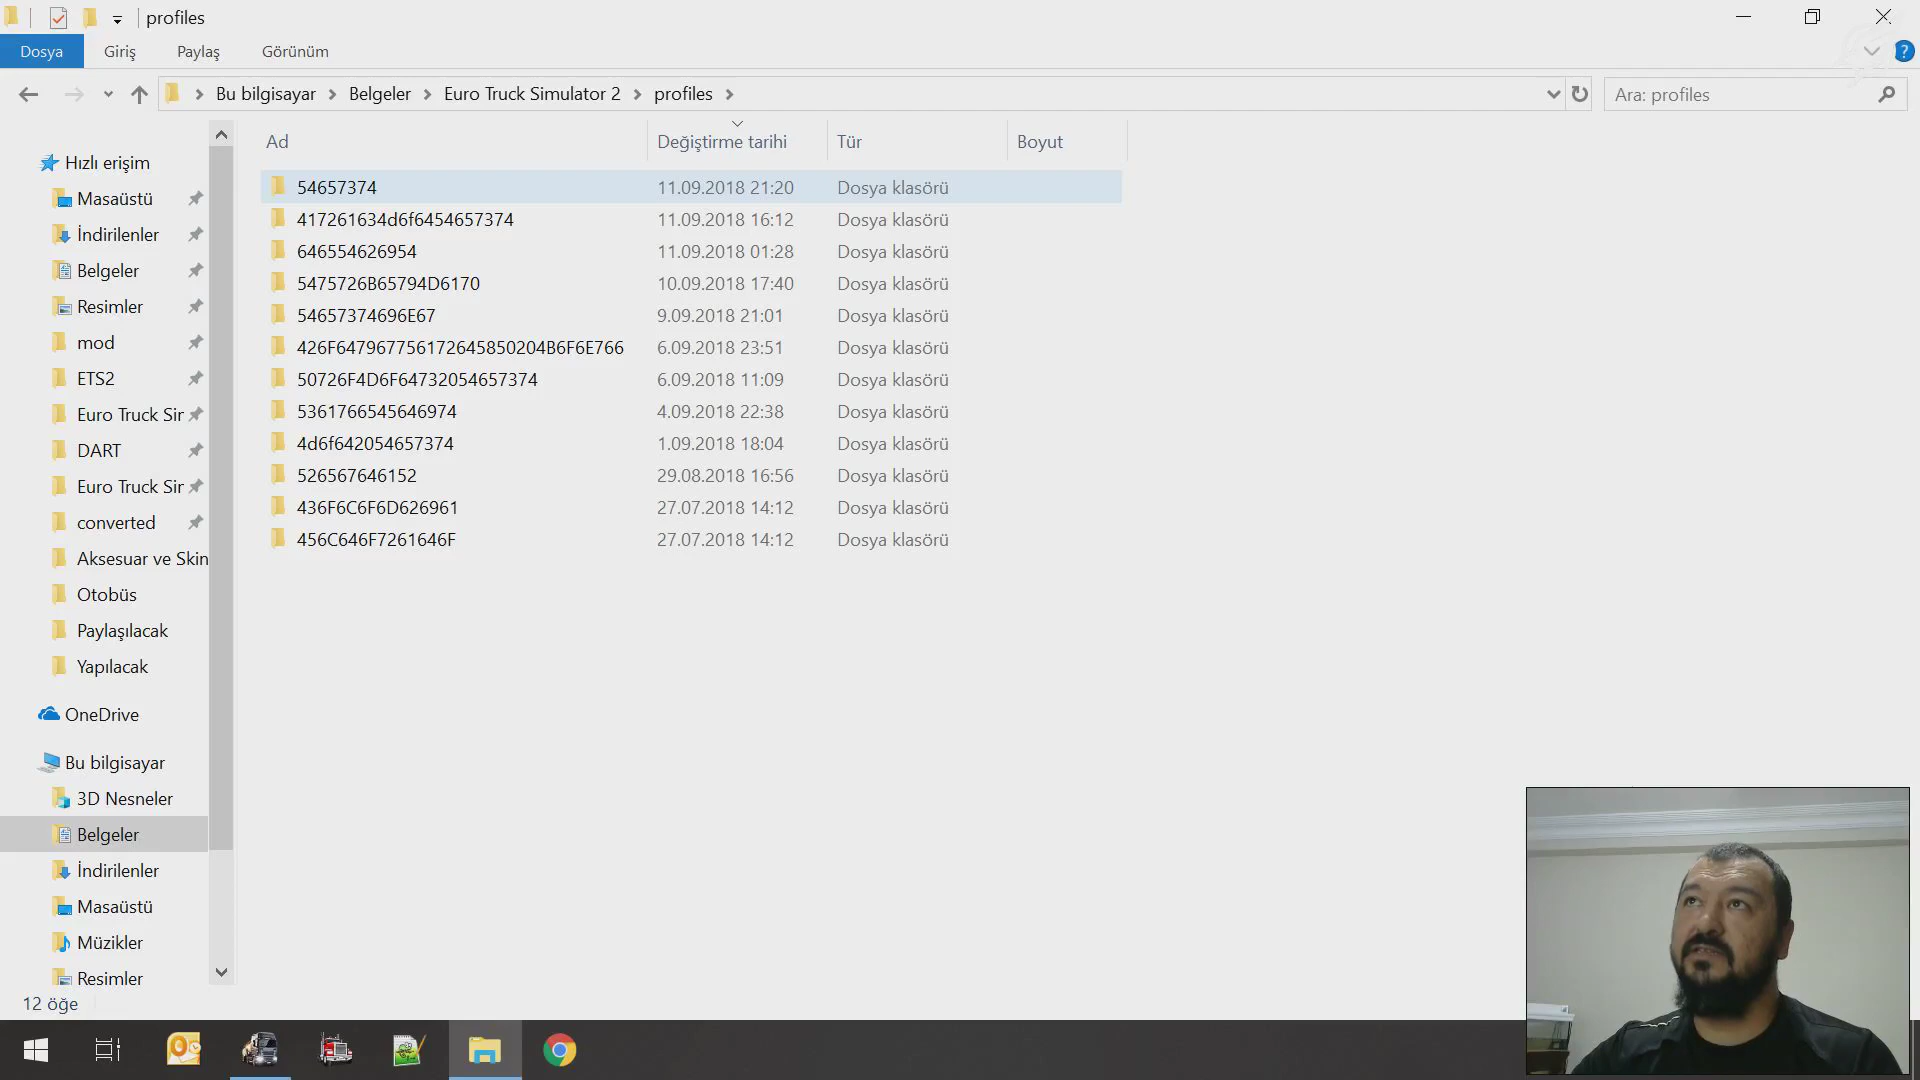 profiles
Dosya Giriş Paylaş Görünüm
Bu bilgisayar Belgeler Euro Truck Simulator 2 profiles
Ara: profiles
Ad Değiştirme tarihi Tür Boyut
54657374 11.09.2018 21:20 Dosya klasörü
417261634d6f6454657374 11.09.2018 16:12 Dosya klasörü
646554626954 11.09.2018 01:28 Dosya klasörü
5475726B65794D6170 10.09.2018 17:40 Dosya klasörü
54657374696E67 9.09.2018 21:01 Dosya klasörü
426F647967756172645850204B6F6E766 6.09.2018 23:51 Dosya klasörü
50726F4D6F64732054657374 6.09.2018 11:09 Dosya klasörü
5361766545646974 4.09.2018 22:38 Dosya klasörü
4d6f642054657374 1.09.2018 18:04 Dosya klasörü
526567646152 29.08.2018 16:56 Dosya klasörü
436F6C6F6D626961 27.07.2018 14:12 Dosya klasörü
456C646F7261646F 27.07.2018 14:12 Dosya klasörü
Hızlı erişim
Masaüstü
İndirilenler
Belgeler
Resimler
mod
ETS2
Euro Truck Sir
DART
Euro Truck Sir
converted
Aksesuar ve Skin
Otobüs
Paylaşılacak
Yapılacak
OneDrive
Bu bilgisayar
3D Nesneler
Belgeler
İndirilenler
Masaüstü
Müzikler
Resimler
12 öğe